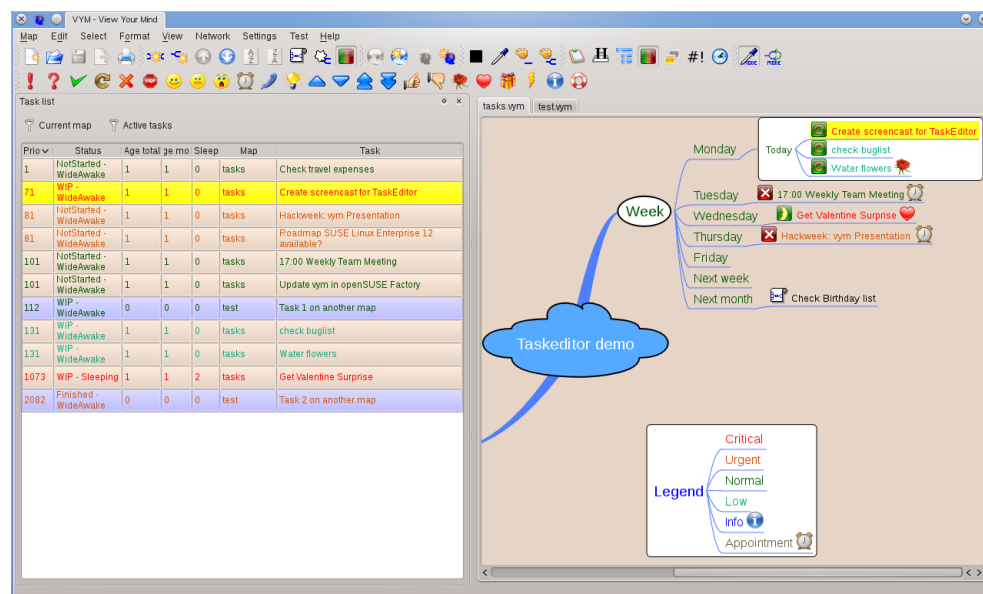 VYM - View Your Mind
Map Edit Select Format View Network Settings Test Help
#!
Task list
Current map Active tasks
Prio Status Age total ge mo Sleep Map Task
1 NotStarted - WideAwake 1 1 0 tasks Check travel expenses
71 WIP - WideAwake 1 1 0 tasks Create screencast for TaskEditor
81 NotStarted - WideAwake 1 1 0 tasks Hackweek: vym Presentation
81 NotStarted - WideAwake 1 1 0 tasks Roadmap SUSE Linux Enterprise 12 available?
101 NotStarted - WideAwake 1 1 0 tasks 17:00 Weekly Team Meeting
101 NotStarted - WideAwake 1 1 0 tasks Update vym in openSUSE Factory
112 WIP - WideAwake 0 0 0 test Task 1 on another map
131 WIP - WideAwake 1 1 0 tasks check buglist
131 WIP - WideAwake 1 1 0 tasks Water flowers
1073 WIP - Sleeping 1 1 2 tasks Get Valentine Surprise
2082 Finished - WideAwake 0 0 0 test Task 2 on another map
tasks.vym test.vym
Create screencast for TaskEditor
Monday Today check buglist
Water flowers
Tuesday 17:00 Weekly Team Meeting
Week
Wednesday Get Valentine Surprise
Thursday Hackweek: vym Presentation
Friday
Next week
Next month Check Birthday list
Taskeditor demo
Critical
Urgent
Normal
Legend
Low
Info
Appointment